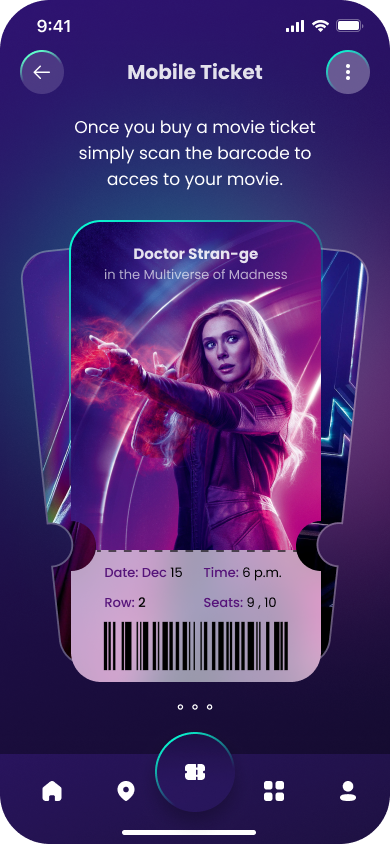 9:41
Mobile Ticket
Once you buy a movie ticket
simply scan the barcode to
acces to your movie.
Doctor Stran-ge
in the Multiverse of Madness
Date: Dec 15 Time: 6 p.m.
Row: 2 Seats: 9 , 10